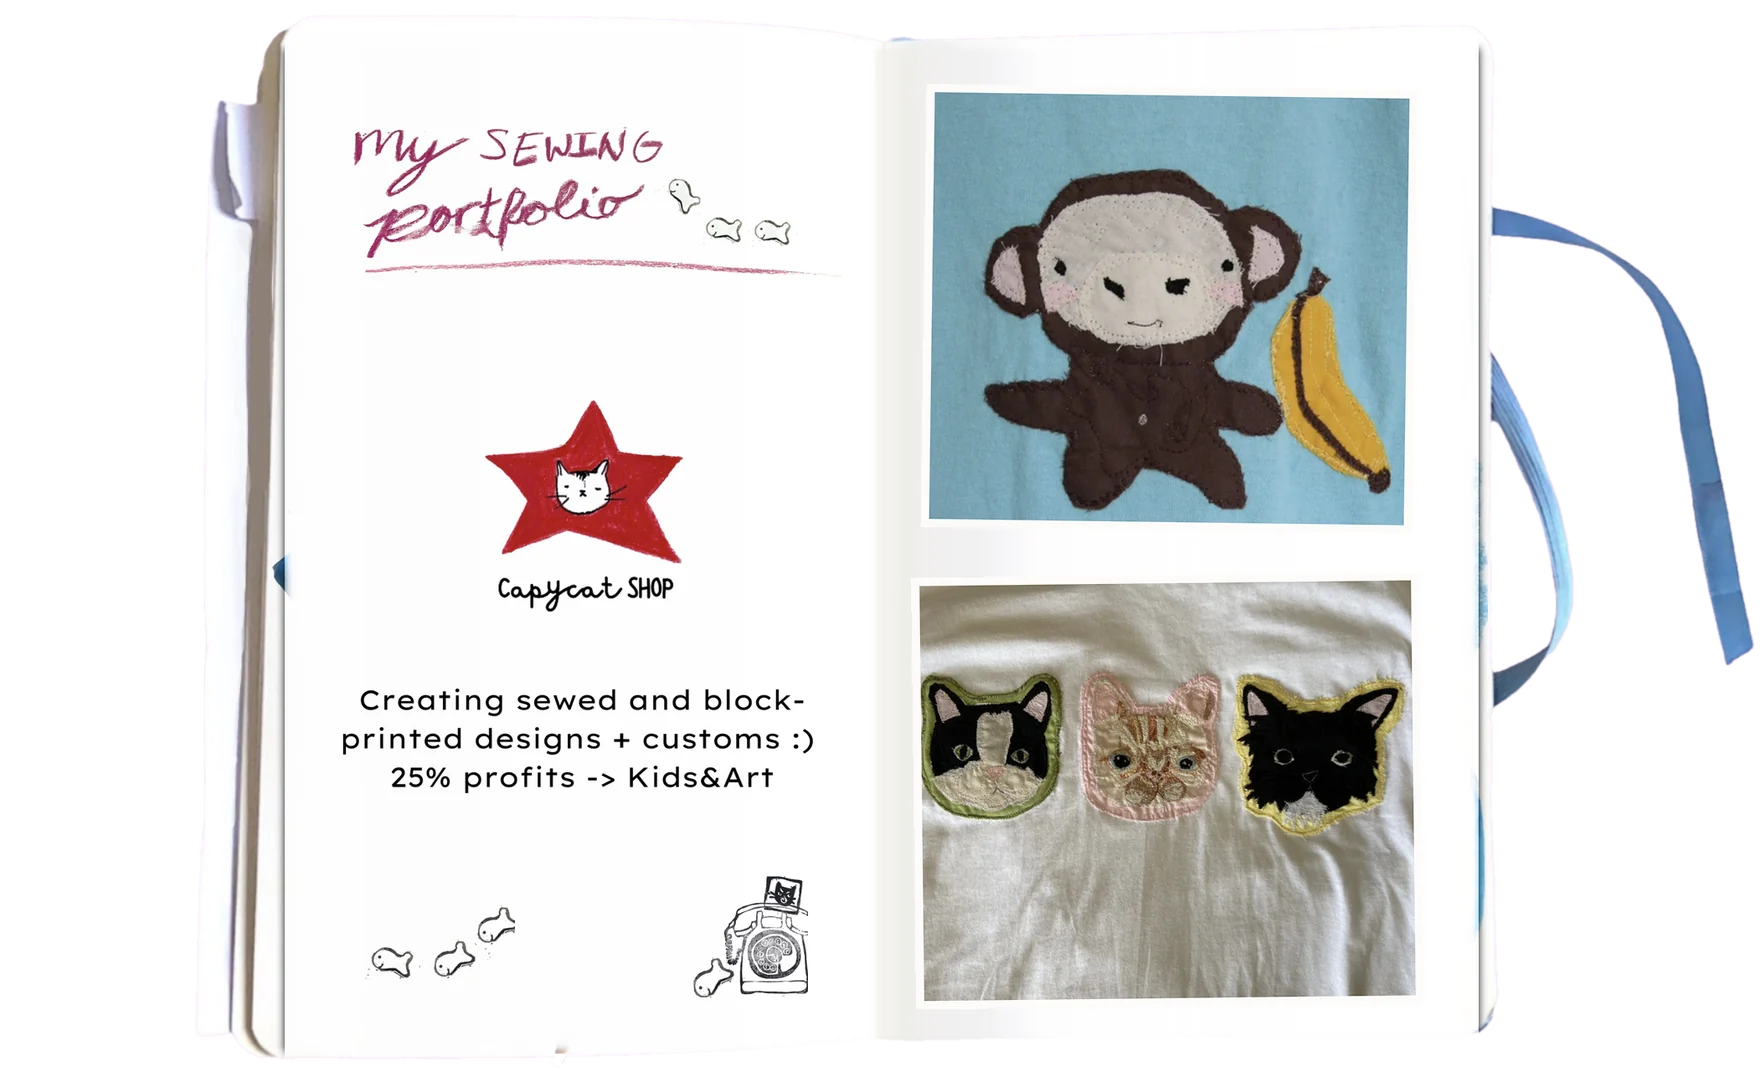 My SEWING
portfolio
Capycat SHOP
Creating sewed and block-
printed designs + customs :)
25% profits -> Kids&Art